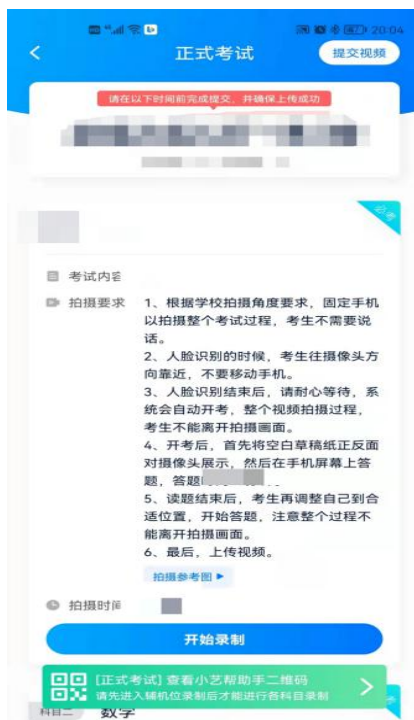 20:04
正式考试
提交视频
请在以下时间前完成提交，并确保上传成功
必考
考试内容
拍摄要求
1、根据学校拍摄角度要求，固定手机
以拍摄整个考试过程，考生不需要说
话。
2、人脸识别的时候，考生往摄像头方
向靠近，不要移动手机。
3、人脸识别结束后，请耐心等待，系
统会自动开考，整个视频拍摄过程，
考生不能离开拍摄画面。
4、开考后，首先将空白草稿纸正反面
对摄像头展示，然后在手机屏幕上答
题，答题
5、读题结束后，考生再调整自己到合
适位置，开始答题，注意整个过程不
能离开拍摄画面。
6、最后，上传视频。
拍摄参考图
拍摄时间
开始录制
[正式考试] 查看小艺帮助手二维码
请先进入辅机位录制后才能进行各科目录制
科目二
数学